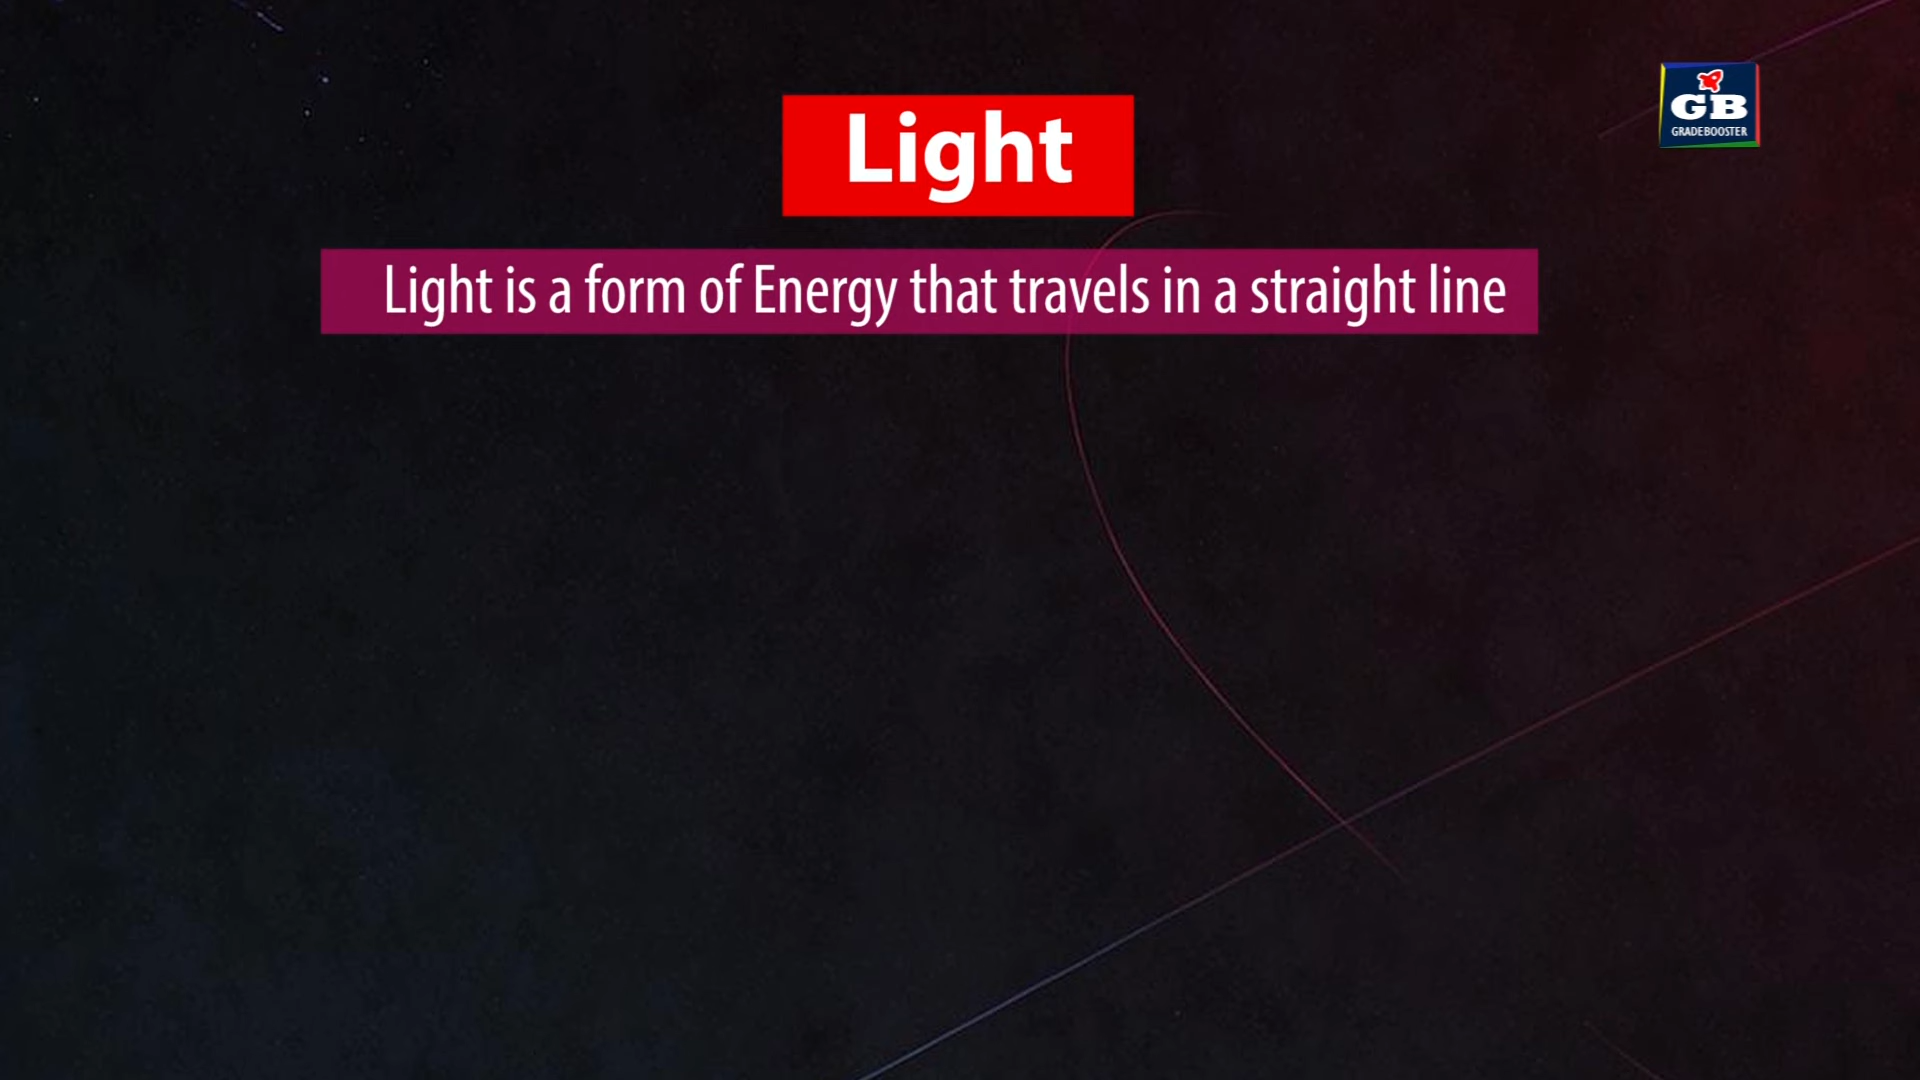 Light
GB
GRADEBOOSTER
Light is a form of Energy that travels in a straight line